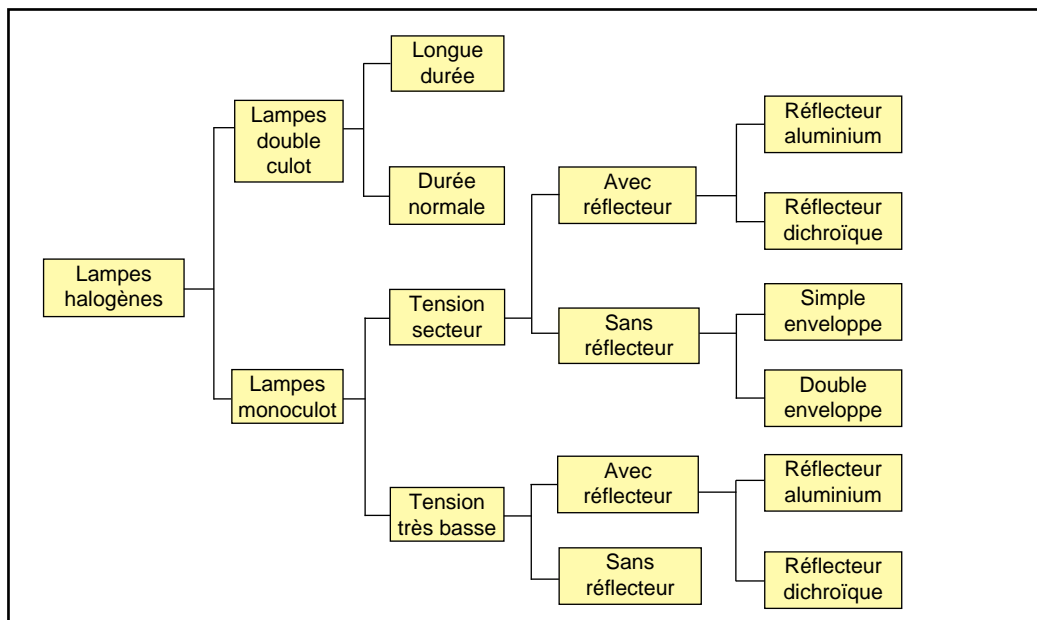 Longue
durée
Lampes
double
culot
Réflecteur
aluminium
Durée
normale
Avec
réflecteur
Réflecteur
dichroïque
Lampes
halogènes
Tension
secteur
Simple
enveloppe
Sans
réflecteur
Lampes
monoculot
Double
enveloppe
Avec
réflecteur
Réflecteur
aluminium
Tension
très basse
Sans
réflecteur
Réflecteur
dichroïque